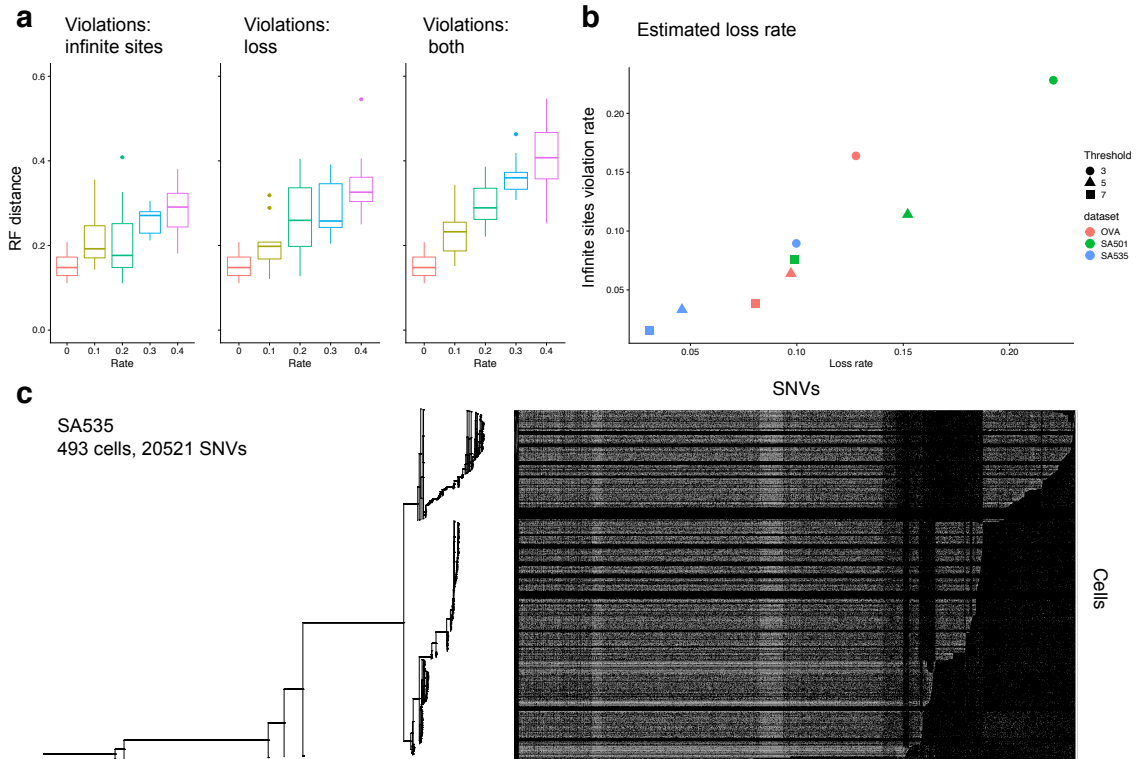 a
Violations:
infinite sites
Violations:
loss
Violations:
both
RF distance
0.6
0.4
0.2
0.0
0 0.1 0.2 0.3 0.4
Rate
0 0.1 0.2 0.3 0.4
Rate
0 0.1 0.2 0.3 0.4
Rate
b
Estimated loss rate
Infinite sites violation rate
0.20
0.15
0.10
0.05
0.05 0.10 0.15 0.20
Loss rate
Threshold
3
5
7
dataset
OVA
SA501
SA535
c
SA535
493 cells, 20521 SNVs
SNVs
Cells